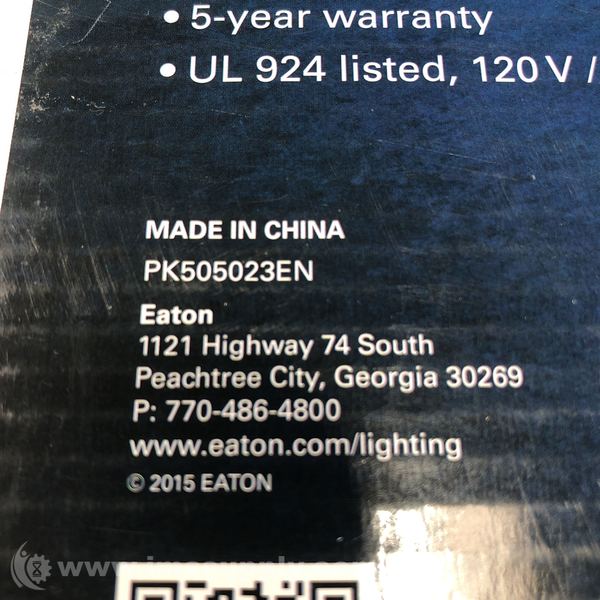 • 5-year warranty
• UL 924 listed, 120 V /
MADE IN CHINA
PK505023EN
Eaton
1121 Highway 74 South
Peachtree City, Georgia 30269
P: 770-486-4800
www.eaton.com/lighting
© 2015 EATON